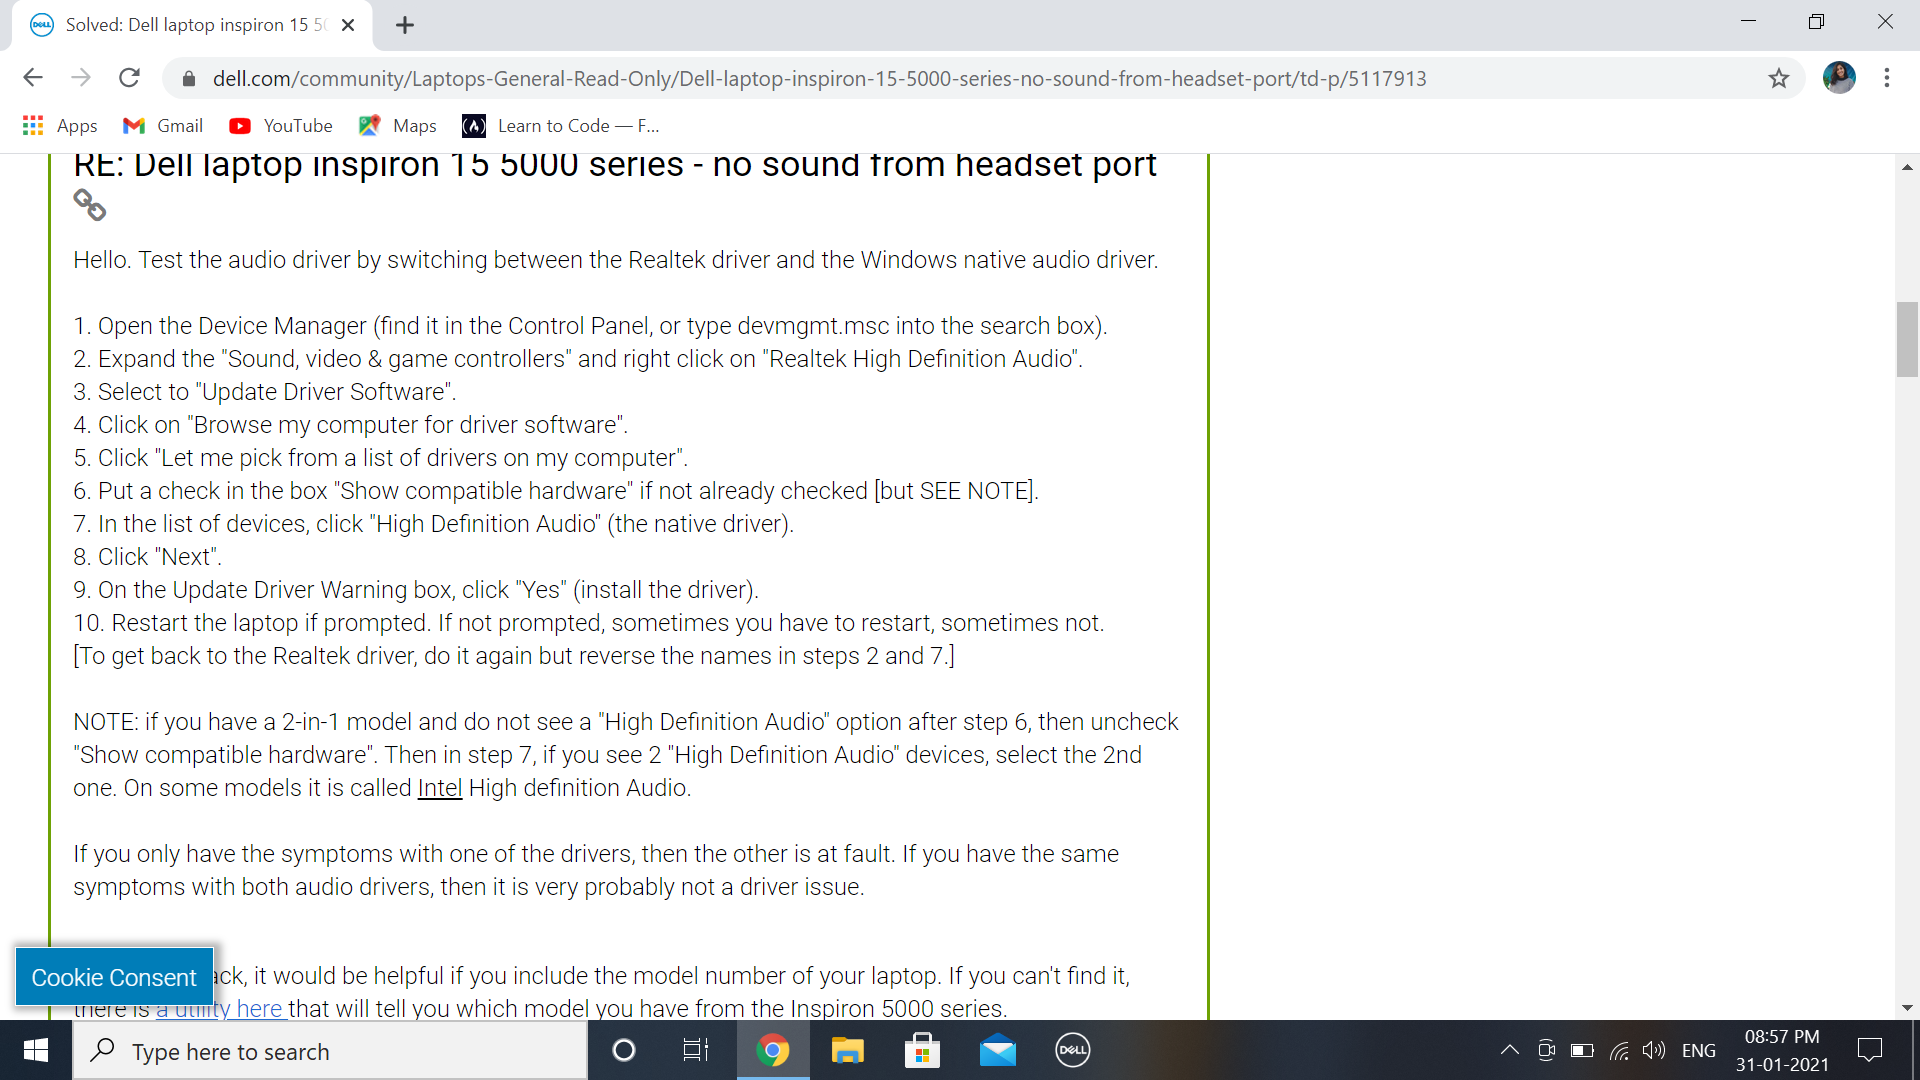 Solved: Dell laptop inspiron 15 50
dell.com/community/Laptops-General-Read-Only/Dell-laptop-inspiron-15-5000-series-no-sound-from-headset-port/td-p/5117913
Apps Gmail YouTube Maps Learn to Code — F...
RE: Dell laptop inspiron 15 5000 series - no sound from headset port
Hello. Test the audio driver by switching between the Realtek driver and the Windows native audio driver.
1. Open the Device Manager (find it in the Control Panel, or type devmgmt.msc into the search box).
2. Expand the "Sound, video & game controllers" and right click on "Realtek High Definition Audio".
3. Select to "Update Driver Software".
4. Click on "Browse my computer for driver software".
5. Click "Let me pick from a list of drivers on my computer".
6. Put a check in the box "Show compatible hardware" if not already checked [but SEE NOTE].
7. In the list of devices, click "High Definition Audio" (the native driver).
8. Click "Next".
9. On the Update Driver Warning box, click "Yes" (install the driver).
10. Restart the laptop if prompted. If not prompted, sometimes you have to restart, sometimes not.
[To get back to the Realtek driver, do it again but reverse the names in steps 2 and 7.]
NOTE: if you have a 2-in-1 model and do not see a "High Definition Audio" option after step 6, then uncheck
"Show compatible hardware". Then in step 7, if you see 2 "High Definition Audio" devices, select the 2nd
one. On some models it is called Intel High definition Audio.
If you only have the symptoms with one of the drivers, then the other is at fault. If you have the same
symptoms with both audio drivers, then it is very probably not a driver issue.
Cookie Consent
ack, it would be helpful if you include the model number of your laptop. If you can't find it,
there is a utility here that will tell you which model you have from the Inspiron 5000 series.
Type here to search
DELL
ENG
08:57 PM
31-01-2021